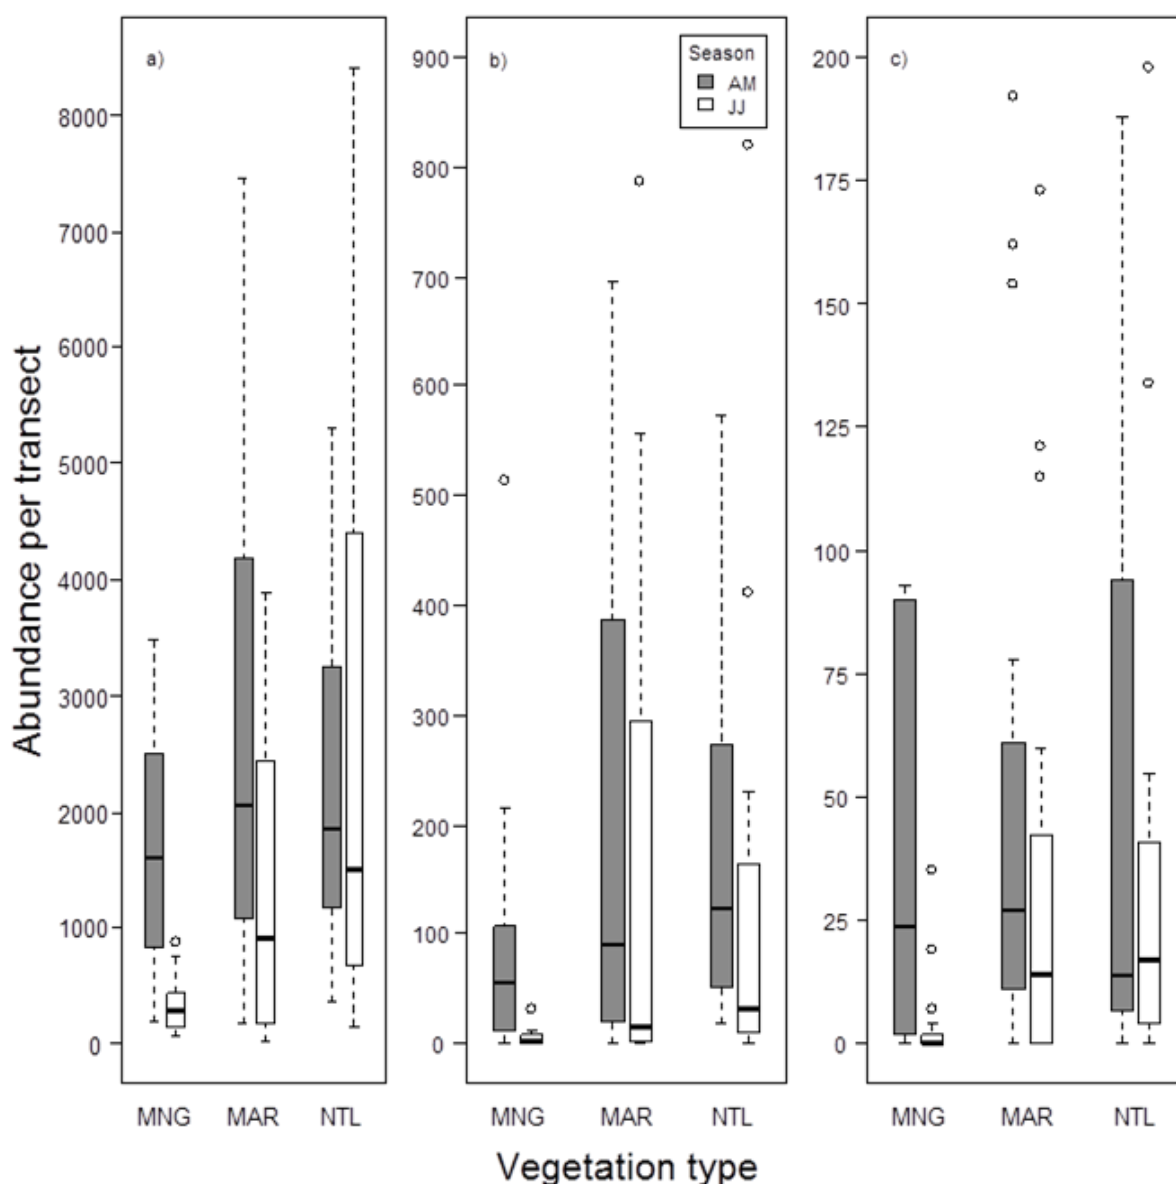 Abundance per transect
a)
8000
7000
6000
5000
4000
3000
2000
1000
0
MNG MAR NTL
b)
Season
AM
JJ
900
800
700
600
500
400
300
200
100
0
MNG MAR NTL
c)
200
175
150
125
100
75
50
25
0
MNG MAR NTL
Vegetation type